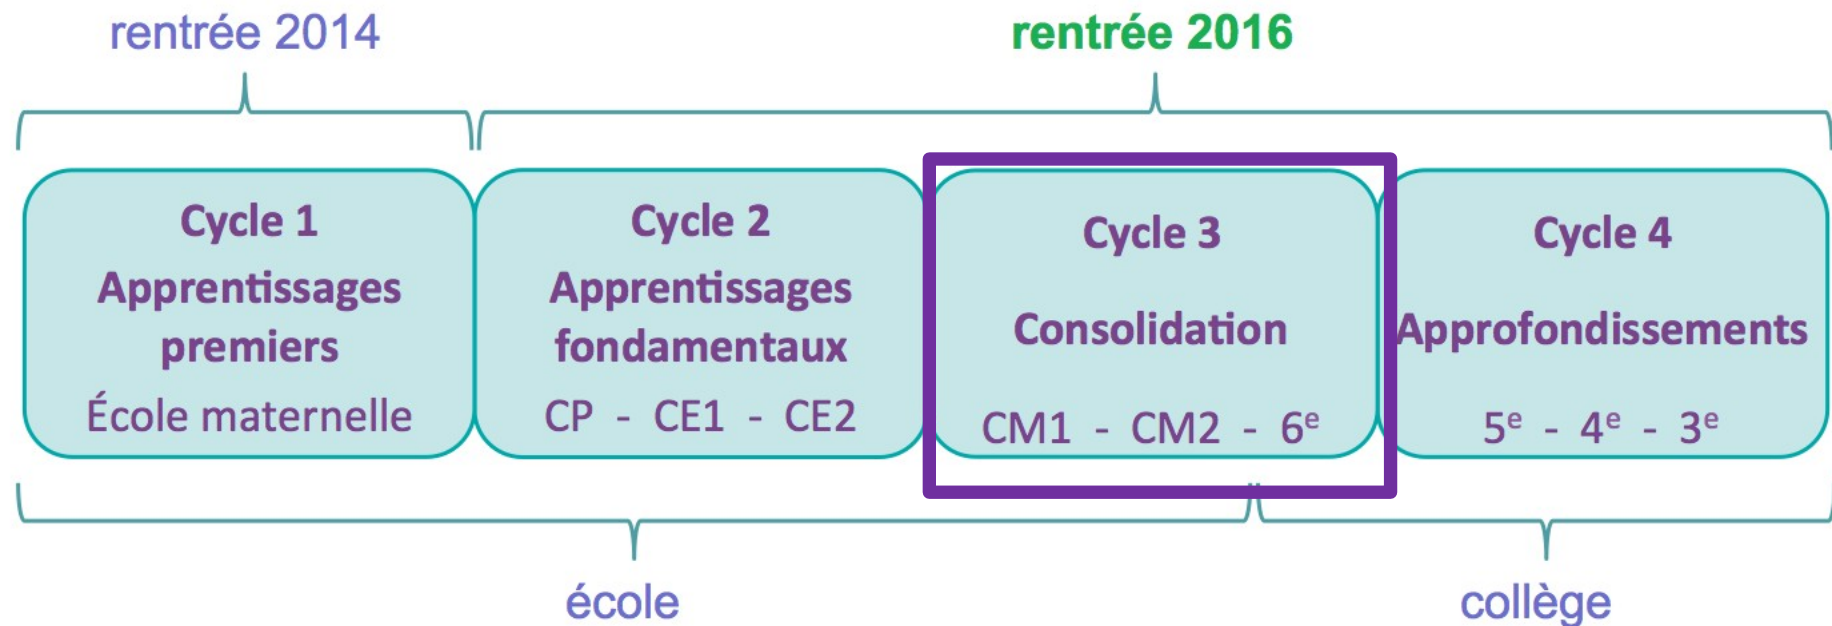 rentrée 2014
rentrée 2016
Cycle 1
Apprentissages
premiers
École maternelle
Cycle 2
Apprentissages
fondamentaux
CP - CE1 - CE2
Cycle 3
Consolidation
CM1 - CM2 - 6e
Cycle 4
Approfondissements
5e - 4e - 3e
école
collège